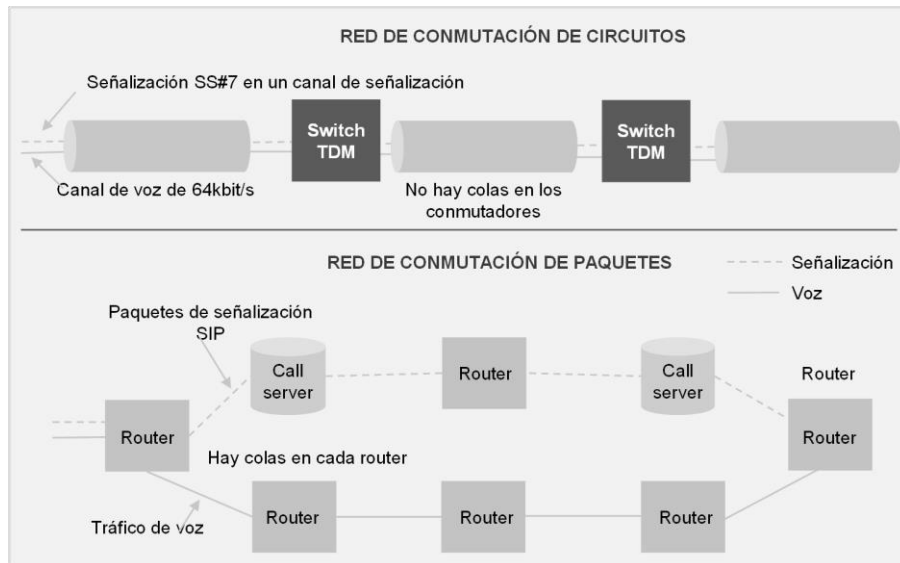 RED DE CONMUTACIÓN DE CIRCUITOS
Señalización SS#7 en un canal de señalización
Switch
TDM
Switch
TDM
Canal de voz de 64kbit/s
No hay colas en los
conmutadores
RED DE CONMUTACIÓN DE PAQUETES
Señalización
Voz
Paquetes de señalización
SIP
Call
server
Router
Call
server
Router
Router
Router
Hay colas en cada router
Router
Router
Router
Tráfico de voz